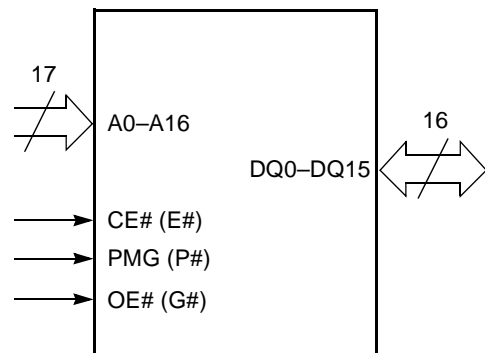 17
A0–A16
16
DQ0–DQ15
CE# (E#)
PMG (P#)
OE# (G#)